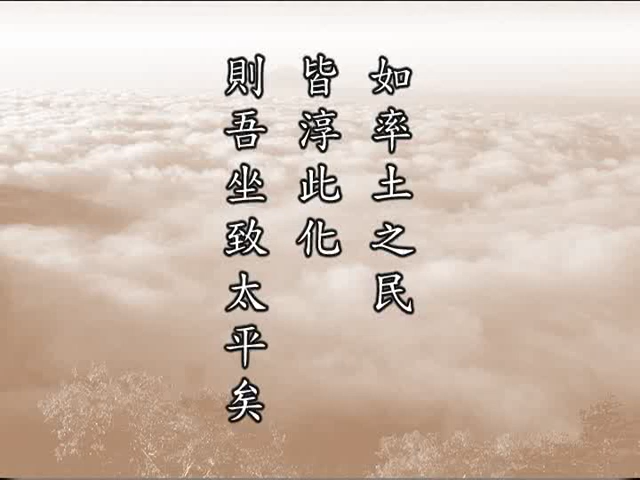 如率土之民
皆淳此化
則吾坐致太平矣